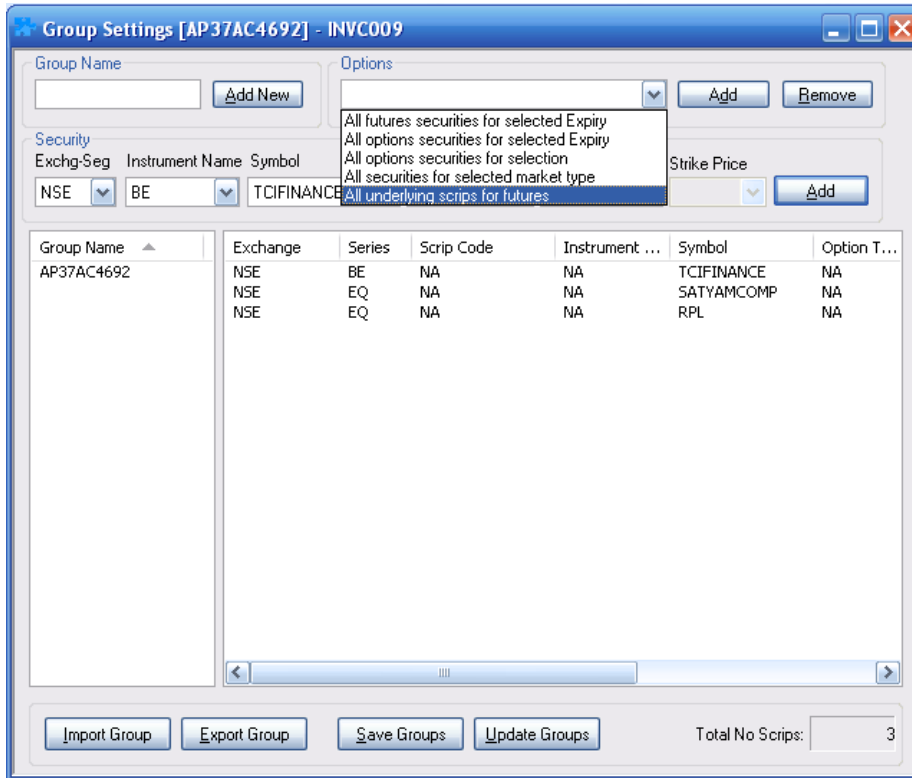 Group Settings [AP37AC4692] - INVC009
Group Name Options
Add New Add Remove
All futures securities for selected Expiry
All options securities for selected Expiry
All options securities for selection
All securities for selected market type
All underlying scrips for futures
Security
Exchg-Seg Instrument Name Symbol Strike Price
NSE BE TCIFINANCE Add
Group Name Exchange Series Scrip Code Instrument ... Symbol Option T...
AP37AC4692 NSE BE NA NA TCIFINANCE NA
NSE EQ NA NA SATYAMCOMP NA
NSE EQ NA NA RPL NA
Import Group Export Group Save Groups Update Groups Total No Scrips: 3